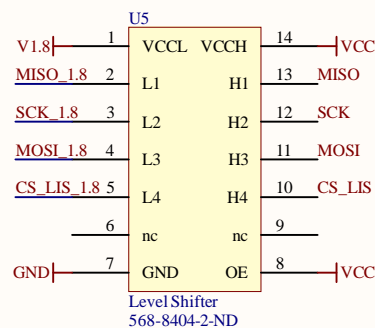 U5
V1.8 1 VCCL VCCH 14 VCC
MISO_1.8 2 L1 H1 13 MISO
SCK_1.8 3 L2 H2 12 SCK
MOSI_1.8 4 L3 H3 11 MOSI
CS_LIS_1.8 5 L4 H4 10 CS_LIS
6 nc nc 9
GND 7 GND OE 8 VCC
Level Shifter
568-8404-2-ND